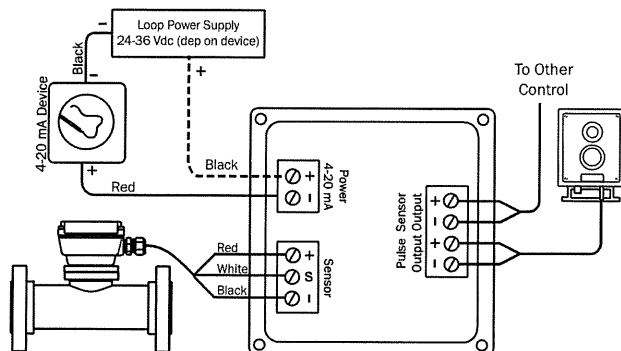 Loop Power Supply
24-36 Vdc (dep on device)
−
+
Black
−
4-20 mA Device
+
Red
Black
+
−
Power
4-20 mA
Red
White
Black
+
S
−
Sensor
To Other
Control
+
−
+
−
Pulse Sensor
Output Output